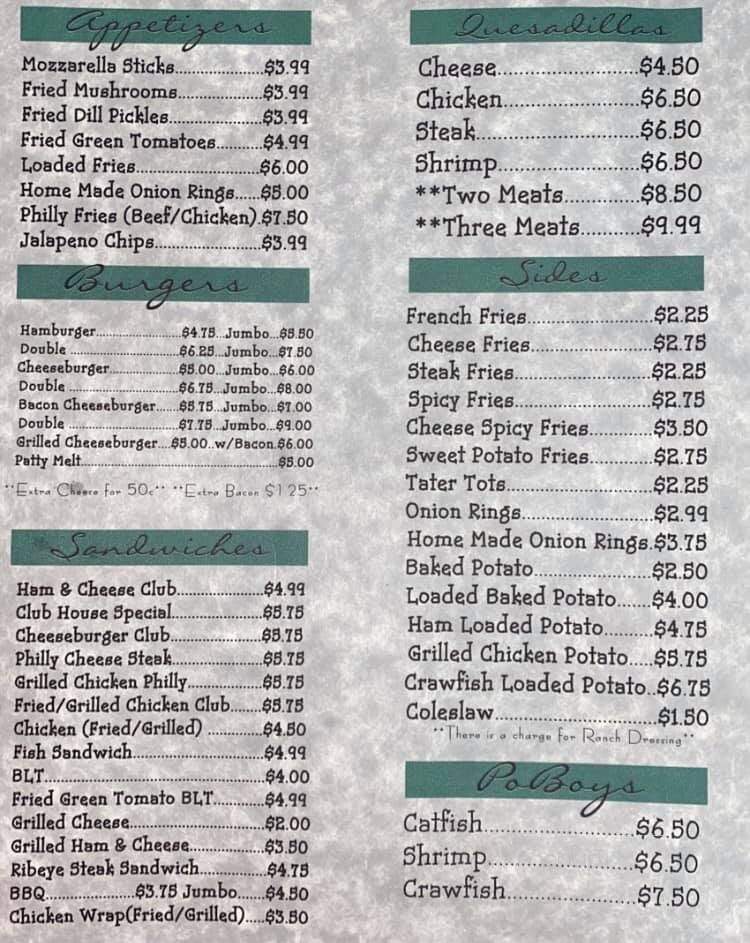 Appetizers
Mozzarella Sticks....................$3.99
Fried Mushrooms...................$3.99
Fried Dill Pickles.....................$3.99
Fried Green Tomatoes..........$4.99
Loaded Fries...........................$6.00
Home Made Onion Rings.....$5.00
Philly Fries (Beef/Chicken).$7.50
Jalapeno Chips.......................$3.99
Burgers
Hamburger.....................$4.75...Jumbo...$5.50
Double ..........................$6.25...Jumbo...$7.50
Cheeseburger.................$5.00...Jumbo...$6.00
Double ..........................$6.75...Jumbo...$8.00
Bacon Cheeseburger......$5.75...Jumbo...$7.00
Double ..........................$7.75...Jumbo...$9.00
Grilled Cheeseburger....$5.00..w/Bacon.$6.00
Patty Melt...............................................$5.00
**Extra Cheese for 50¢** **Extra Bacon $1.25**
Sandwiches
Ham & Cheese Club....................$4.99
Club House Special.....................$5.75
Cheeseburger Club.....................$5.75
Philly Cheese Steak.....................$5.75
Grilled Chicken Philly..................$5.75
Fried/Grilled Chicken Club.......$5.75
Chicken (Fried/Grilled) .............$4.50
Fish Sandwich..............................$4.99
BLT.................................................$4.00
Fried Green Tomato BLT............$4.99
Grilled Cheese..............................$2.00
Grilled Ham & Cheese.................$3.50
Ribeye Steak Sandwich...............$4.75
BBQ....................$3.75 Jumbo......$4.50
Chicken Wrap(Fried/Grilled).....$3.50
Quesadillas
Cheese.........................$4.50
Chicken........................$6.50
Steak............................$6.50
Shrimp.........................$6.50
**Two Meats..............$8.50
**Three Meats...........$9.99
Sides
French Fries.......................$2.25
Cheese Fries......................$2.75
Steak Fries.........................$2.25
Spicy Fries.........................$2.75
Cheese Spicy Fries...........$3.50
Sweet Potato Fries...........$2.75
Tater Tots..........................$2.25
Onion Rings.......................$2.99
Home Made Onion Rings.$3.75
Baked Potato.....................$2.50
Loaded Baked Potato......$4.00
Ham Loaded Potato.........$4.75
Grilled Chicken Potato.....$5.75
Crawfish Loaded Potato..$6.75
Coleslaw.............................$1.50
**There is a charge for Ranch Dressing**
PoBoys
Catfish............................$6.50
Shrimp...........................$6.50
Crawfish........................$7.50